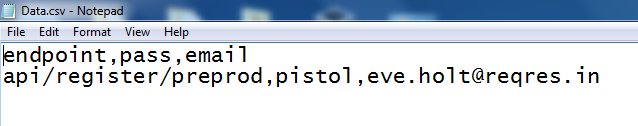 Data.csv - Notepad
File Edit Format View Help
endpoint,pass,email
api/register/preprod,pistol,eve.holt@reqres.in